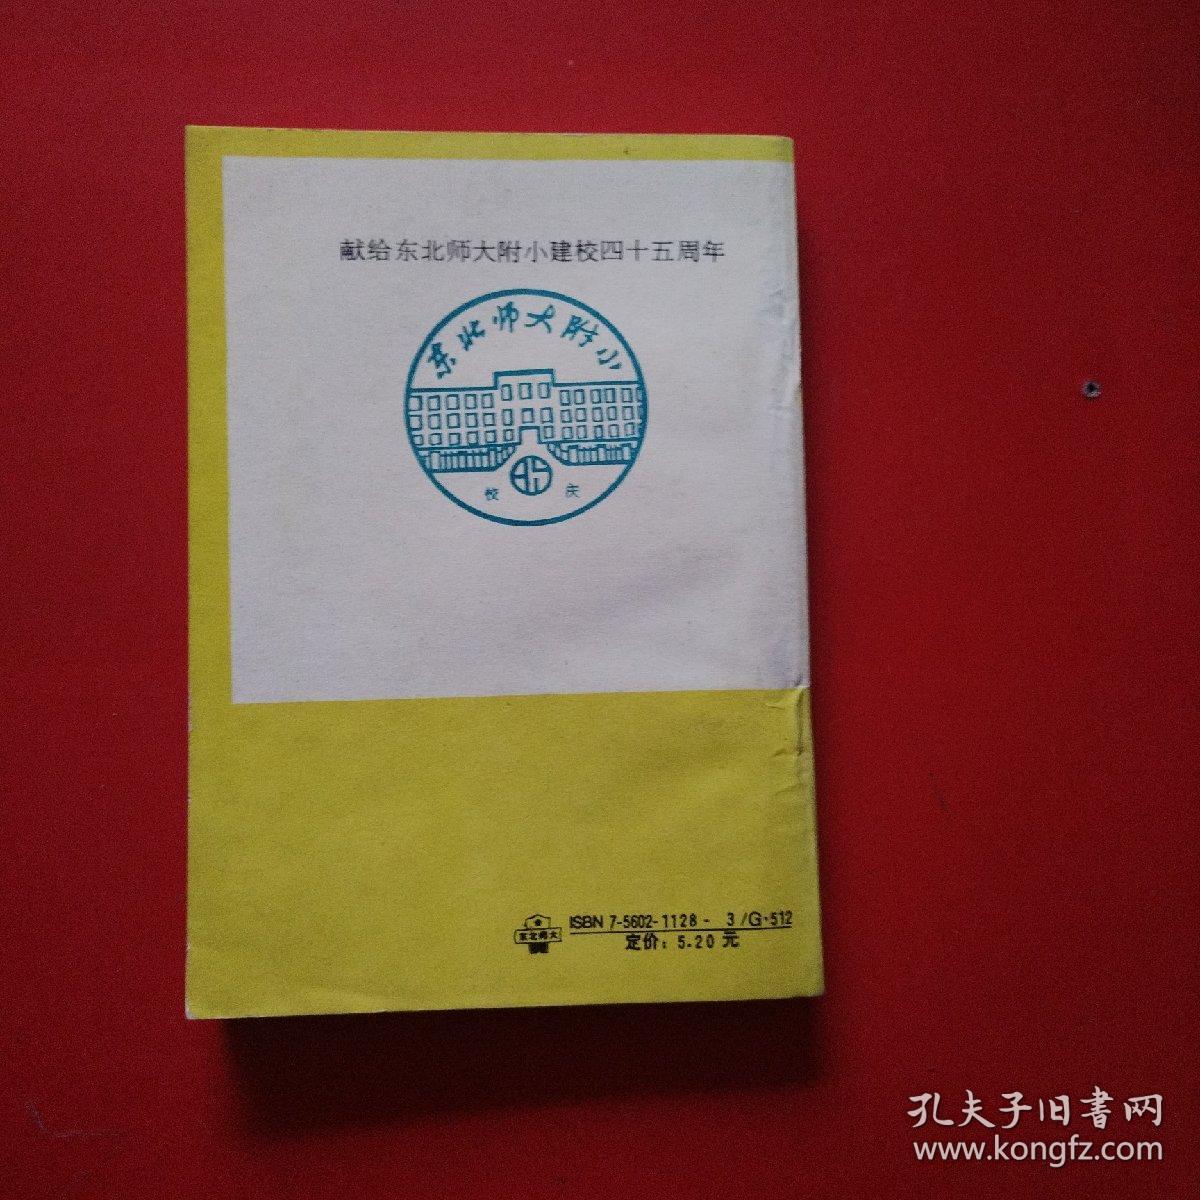 献给东北师大附小建校四十五周年
东北师大附小
校 庆
ISBN 7-5602-1128-3/G·512
东北师大
定价：5.20元
孔夫子旧書网
www.kongfz.com